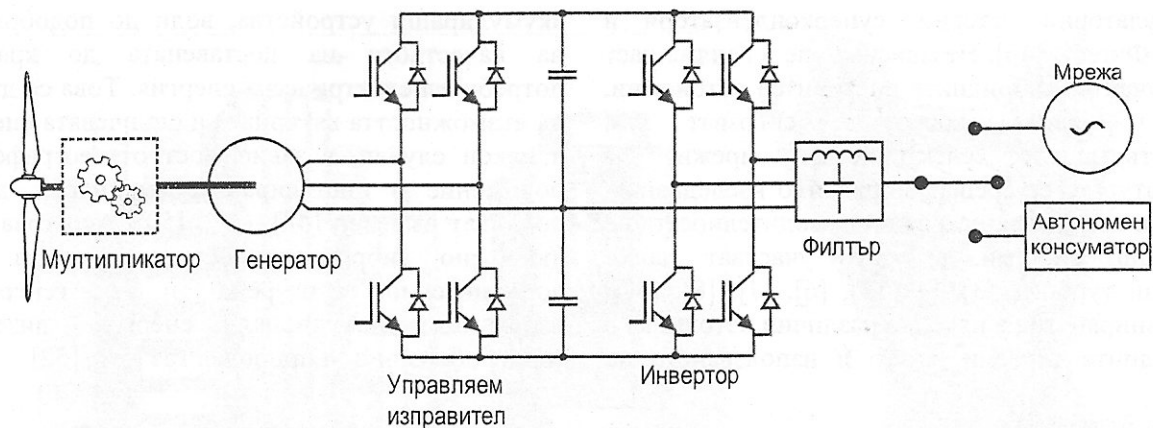 Мрежа
Автономен
консуматор
Филтър
Мултипликатор
Генератор
Управляем
изправител
Инвертор